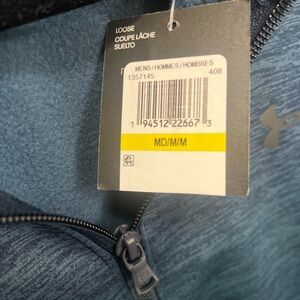 LOOSE
COUPE LÂCHE
SUELTO
MENS/HOMMES/HOMBRES
1357145 408
1 94512 22667 3
MD/M/M